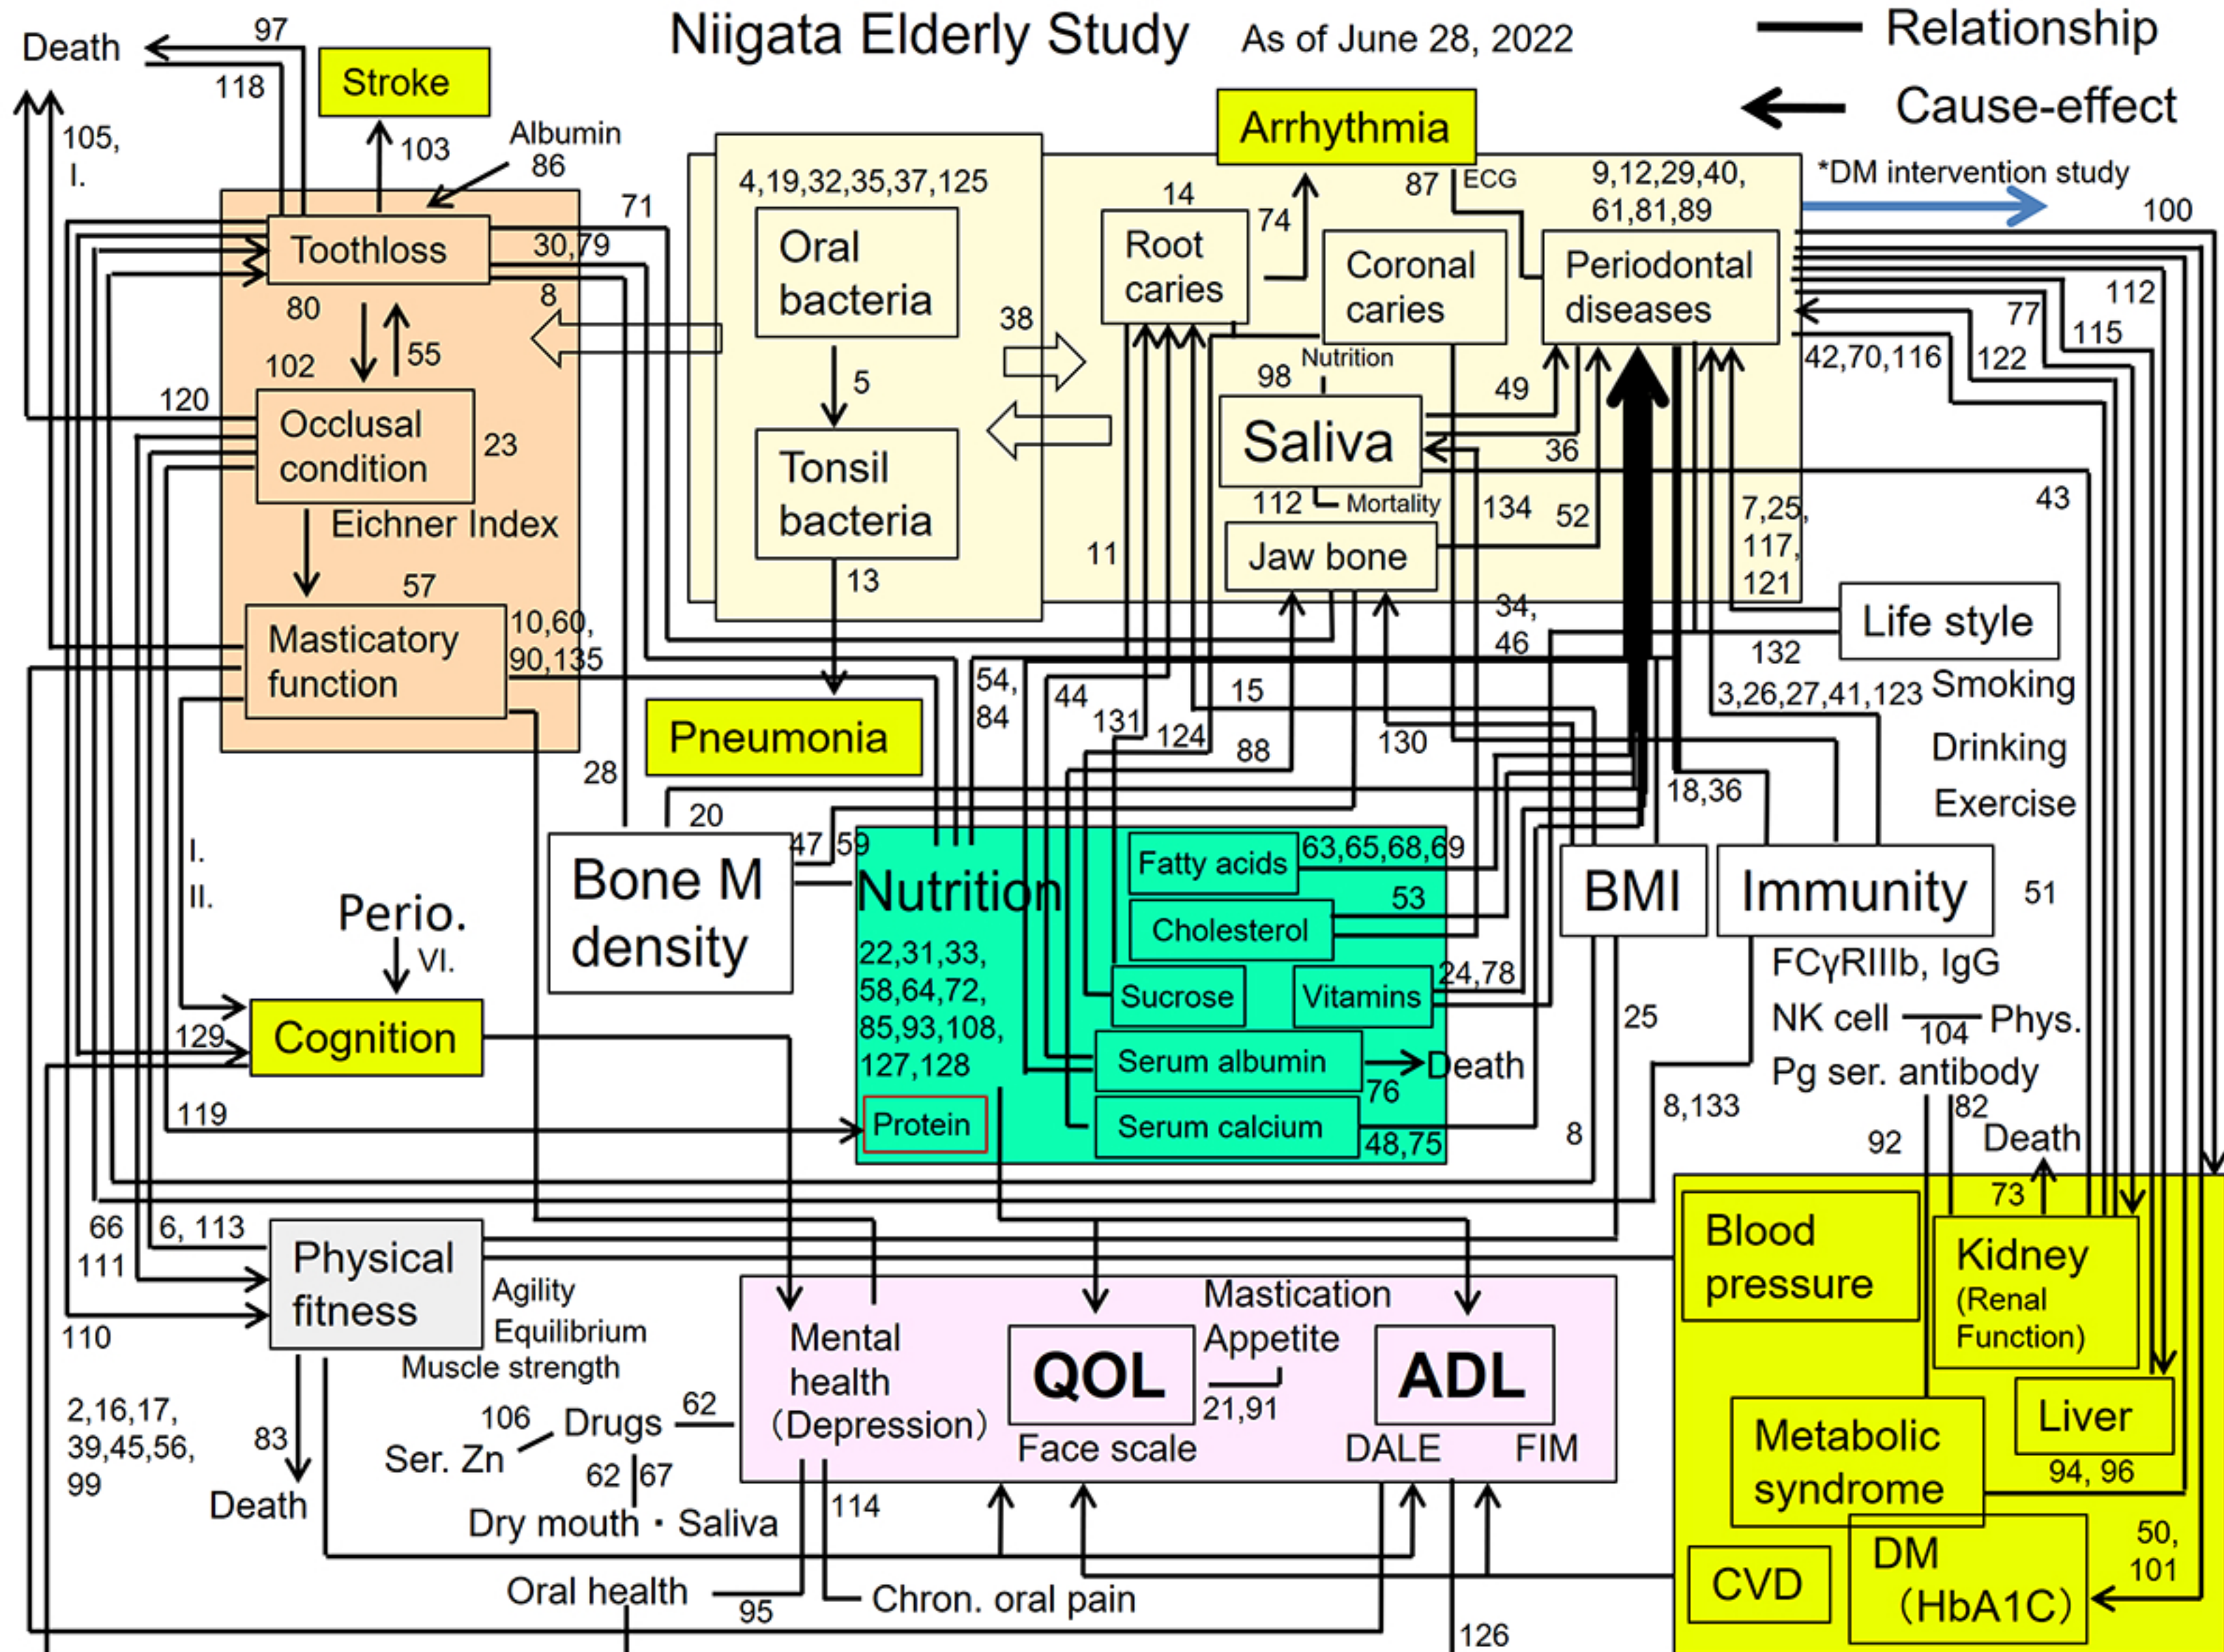 Niigata Elderly Study
As of June 28, 2022
Relationship
Cause-effect
Death
97
118
105,
I.
Stroke
103
Albumin
86
71
30,79
8
Toothloss
80
55
102
120
Occlusal
condition
23
Eichner Index
57
Masticatory
function
10,60,
90,135
4,19,32,35,37,125
Oral
bacteria
5
Tonsil
bacteria
13
38
Pneumonia
Arrhythmia
14
74
87
ECG
9,12,29,40,
61,81,89
*DM intervention study
100
Root
caries
Coronal
caries
Periodontal
diseases
112
77
115
42,70,116
122
Nutrition
98
49
Saliva
36
112
Mortality
134
52
43
7,25,
117,
121
11
Jaw bone
34,
46
Life style
132
Smoking
Drinking
Exercise
3,26,27,41,123
54,
84
44
15
131
124
88
130
18,36
28
20
47
59
Bone M
density
Nutrition
22,31,33,
58,64,72,
85,93,108,
127,128
Protein
Fatty acids
63,65,68,69
Cholesterol
53
Sucrose
Vitamins
24,78
Serum albumin
Death
76
Serum calcium
48,75
BMI
Immunity
51
FCγRIIIb, IgG
NK cell
104
Phys.
Pg ser. antibody
25
8,133
8
92
82
Death
73
I.
II.
Perio.
VI.
Cognition
129
119
66
6, 113
111
110
Physical
fitness
Agility
Equilibrium
Muscle strength
2,16,17,
39,45,56,
99
83
Death
106
Drugs
62
Ser. Zn
62
67
Dry mouth・Saliva
Mental
health
（Depression）
QOL
Face scale
Mastication
Appetite
21,91
ADL
DALE
FIM
114
Oral health
95
Chron. oral pain
126
Blood
pressure
Kidney
(Renal
Function)
Liver
94, 96
Metabolic
syndrome
CVD
DM
（HbA1C）
50,
101